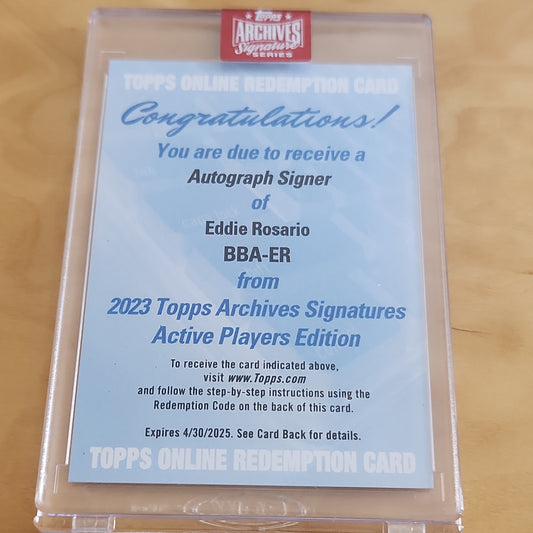 Topps
ARCHIVES
Signature
SERIES
TOPPS ONLINE REDEMPTION CARD
Congratulations!
You are due to receive a
Autograph Signer
of
Eddie Rosario
BBA-ER
from
2023 Topps Archives Signatures
Active Players Edition
To receive the card indicated above,
visit www.Topps.com
and follow the step-by-step instructions using the
Redemption Code on the back of this card.
Expires 4/30/2025. See Card Back for details.
TOPPS ONLINE REDEMPTION CARD